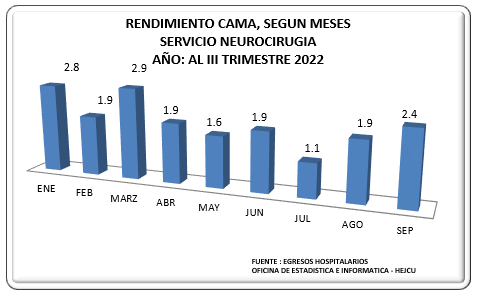 RENDIMIENTO CAMA, SEGUN MESES
SERVICIO NEUROCIRUGIA
AÑO: AL III TRIMESTRE 2022
2.8
1.9
2.9
1.9
1.6
1.9
1.1
1.9
2.4
ENE
FEB
MARZ
ABR
MAY
JUN
JUL
AGO
SEP
FUENTE : EGRESOS HOSPITALARIOS
OFICINA DE ESTADISTICA E INFORMATICA - HEJCU